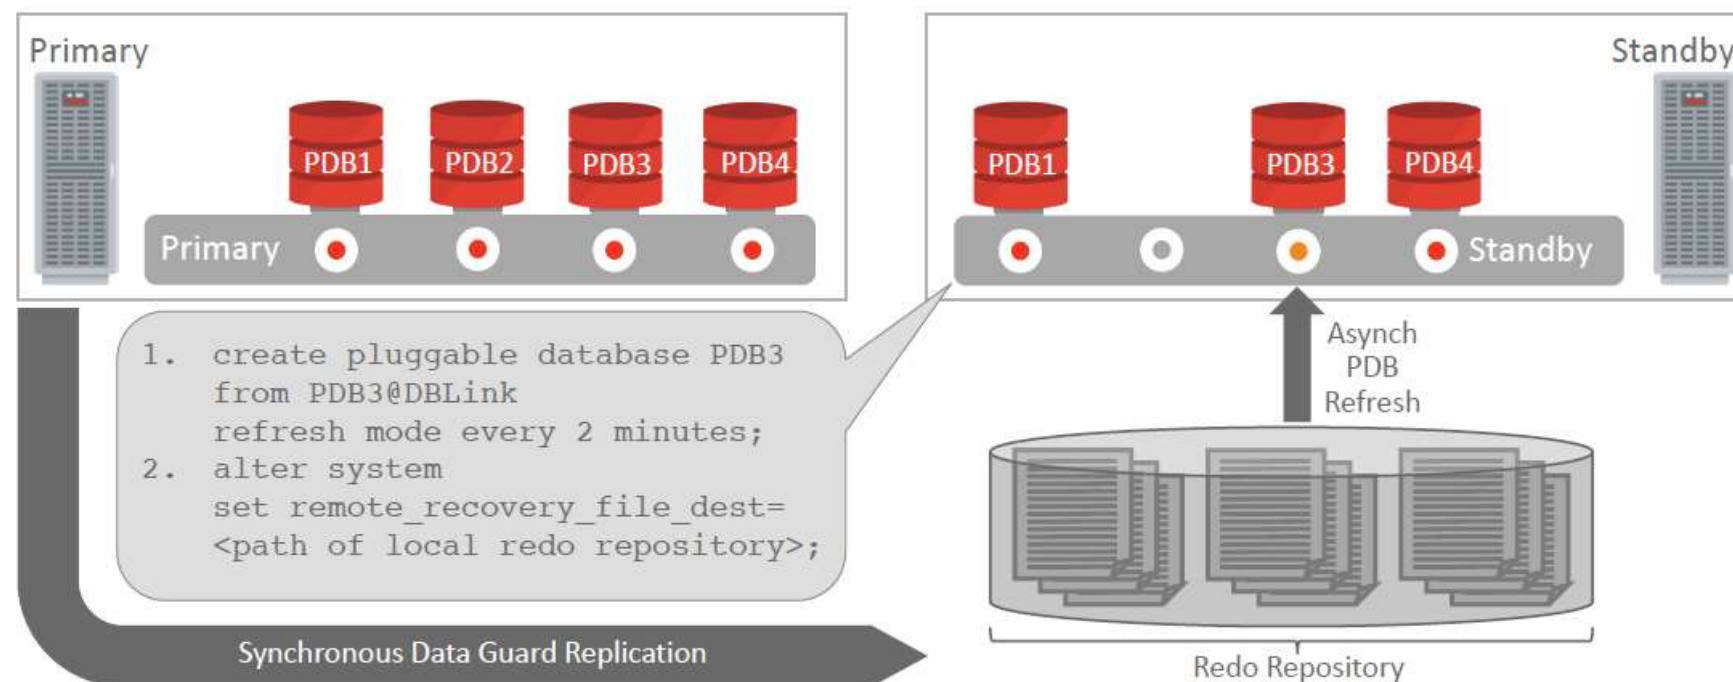 Primary
PDB1
PDB2
PDB3
PDB4
Primary
Standby
PDB1
PDB3
PDB4
Standby
1. create pluggable database PDB3
from PDB3@DBLink
refresh mode every 2 minutes;
2. alter system
set remote_recovery_file_dest=
<path of local redo repository>;
Asynch
PDB
Refresh
Synchronous Data Guard Replication
Redo Repository